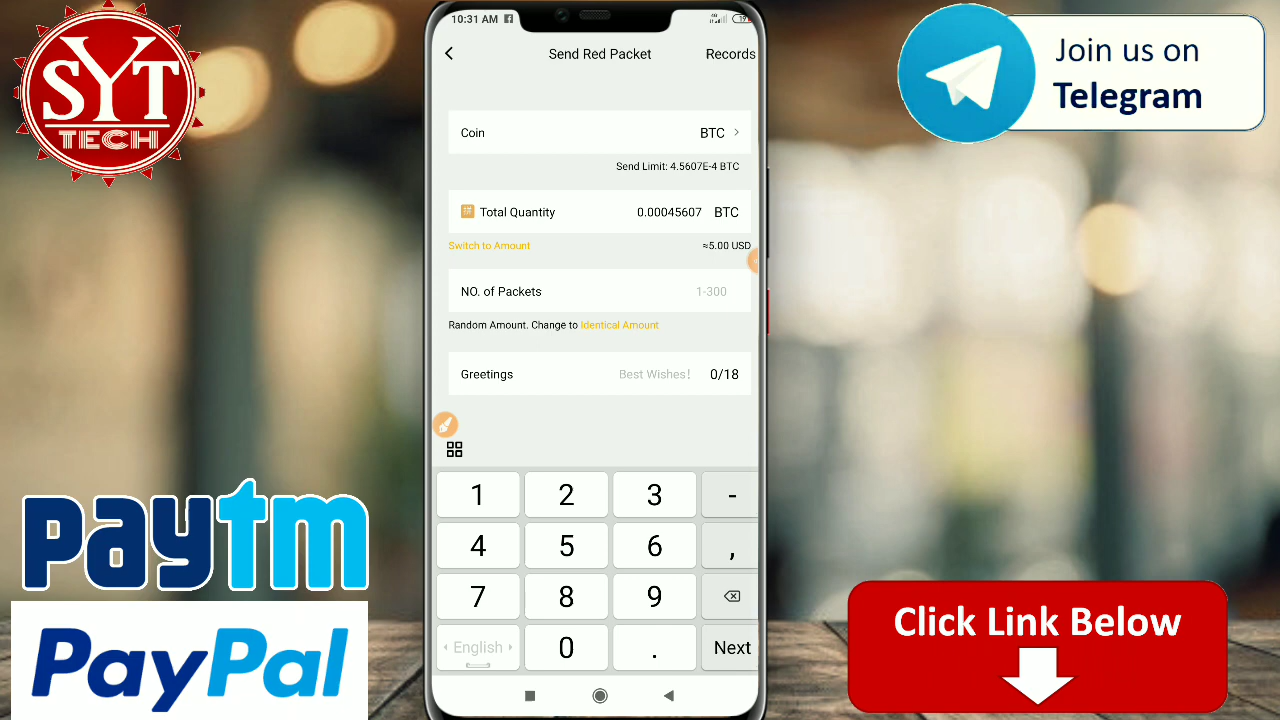 SYT
TECH
10:31 AM
Send Red Packet
Records
Coin
BTC
Send Limit: 4.5607E-4 BTC
Total Quantity
0.00045607 BTC
Switch to Amount
≈5.00 USD
NO. of Packets
1-300
Random Amount. Change to Identical Amount
Greetings
Best Wishes!
0/18
1 2 3 -
4 5 6 ,
7 8 9
English 0 . Next
Join us on
Telegram
paytm
PayPal
Click Link Below